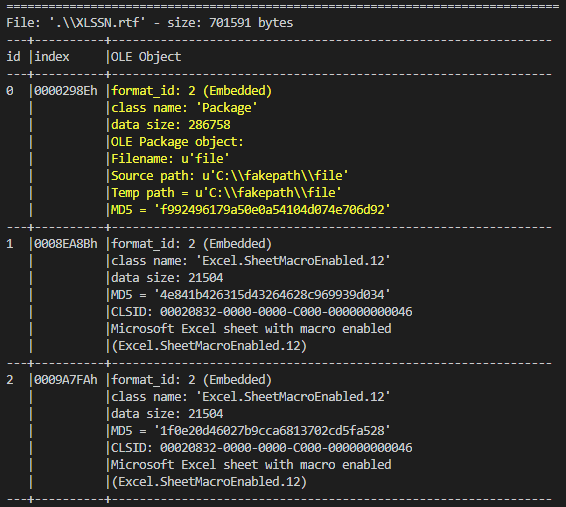 ===============================================================================
File: '.\\XLSSN.rtf' - size: 701591 bytes
---+----------+---------------------------------------------------------------
id |index     |OLE Object
---+----------+---------------------------------------------------------------
0  |0000298Eh |format_id: 2 (Embedded)
   |          |class name: 'Package'
   |          |data size: 286758
   |          |OLE Package object:
   |          |Filename: u'file'
   |          |Source path: u'C:\\fakepath\\file'
   |          |Temp path = u'C:\\fakepath\\file'
   |          |MD5 = 'f992496179a50e0a54104d074e706d92'
---+----------+---------------------------------------------------------------
1  |0008EA8Bh |format_id: 2 (Embedded)
   |          |class name: 'Excel.SheetMacroEnabled.12'
   |          |data size: 21504
   |          |MD5 = '4e841b426315d43264628c969939d034'
   |          |CLSID: 00020832-0000-0000-C000-000000000046
   |          |Microsoft Excel sheet with macro enabled
   |          |(Excel.SheetMacroEnabled.12)
---+----------+---------------------------------------------------------------
2  |0009A7FAh |format_id: 2 (Embedded)
   |          |class name: 'Excel.SheetMacroEnabled.12'
   |          |data size: 21504
   |          |MD5 = '1f0e20d46027b9cca6813702cd5fa528'
   |          |CLSID: 00020832-0000-0000-C000-000000000046
   |          |Microsoft Excel sheet with macro enabled
   |          |(Excel.SheetMacroEnabled.12)
---+----------+---------------------------------------------------------------